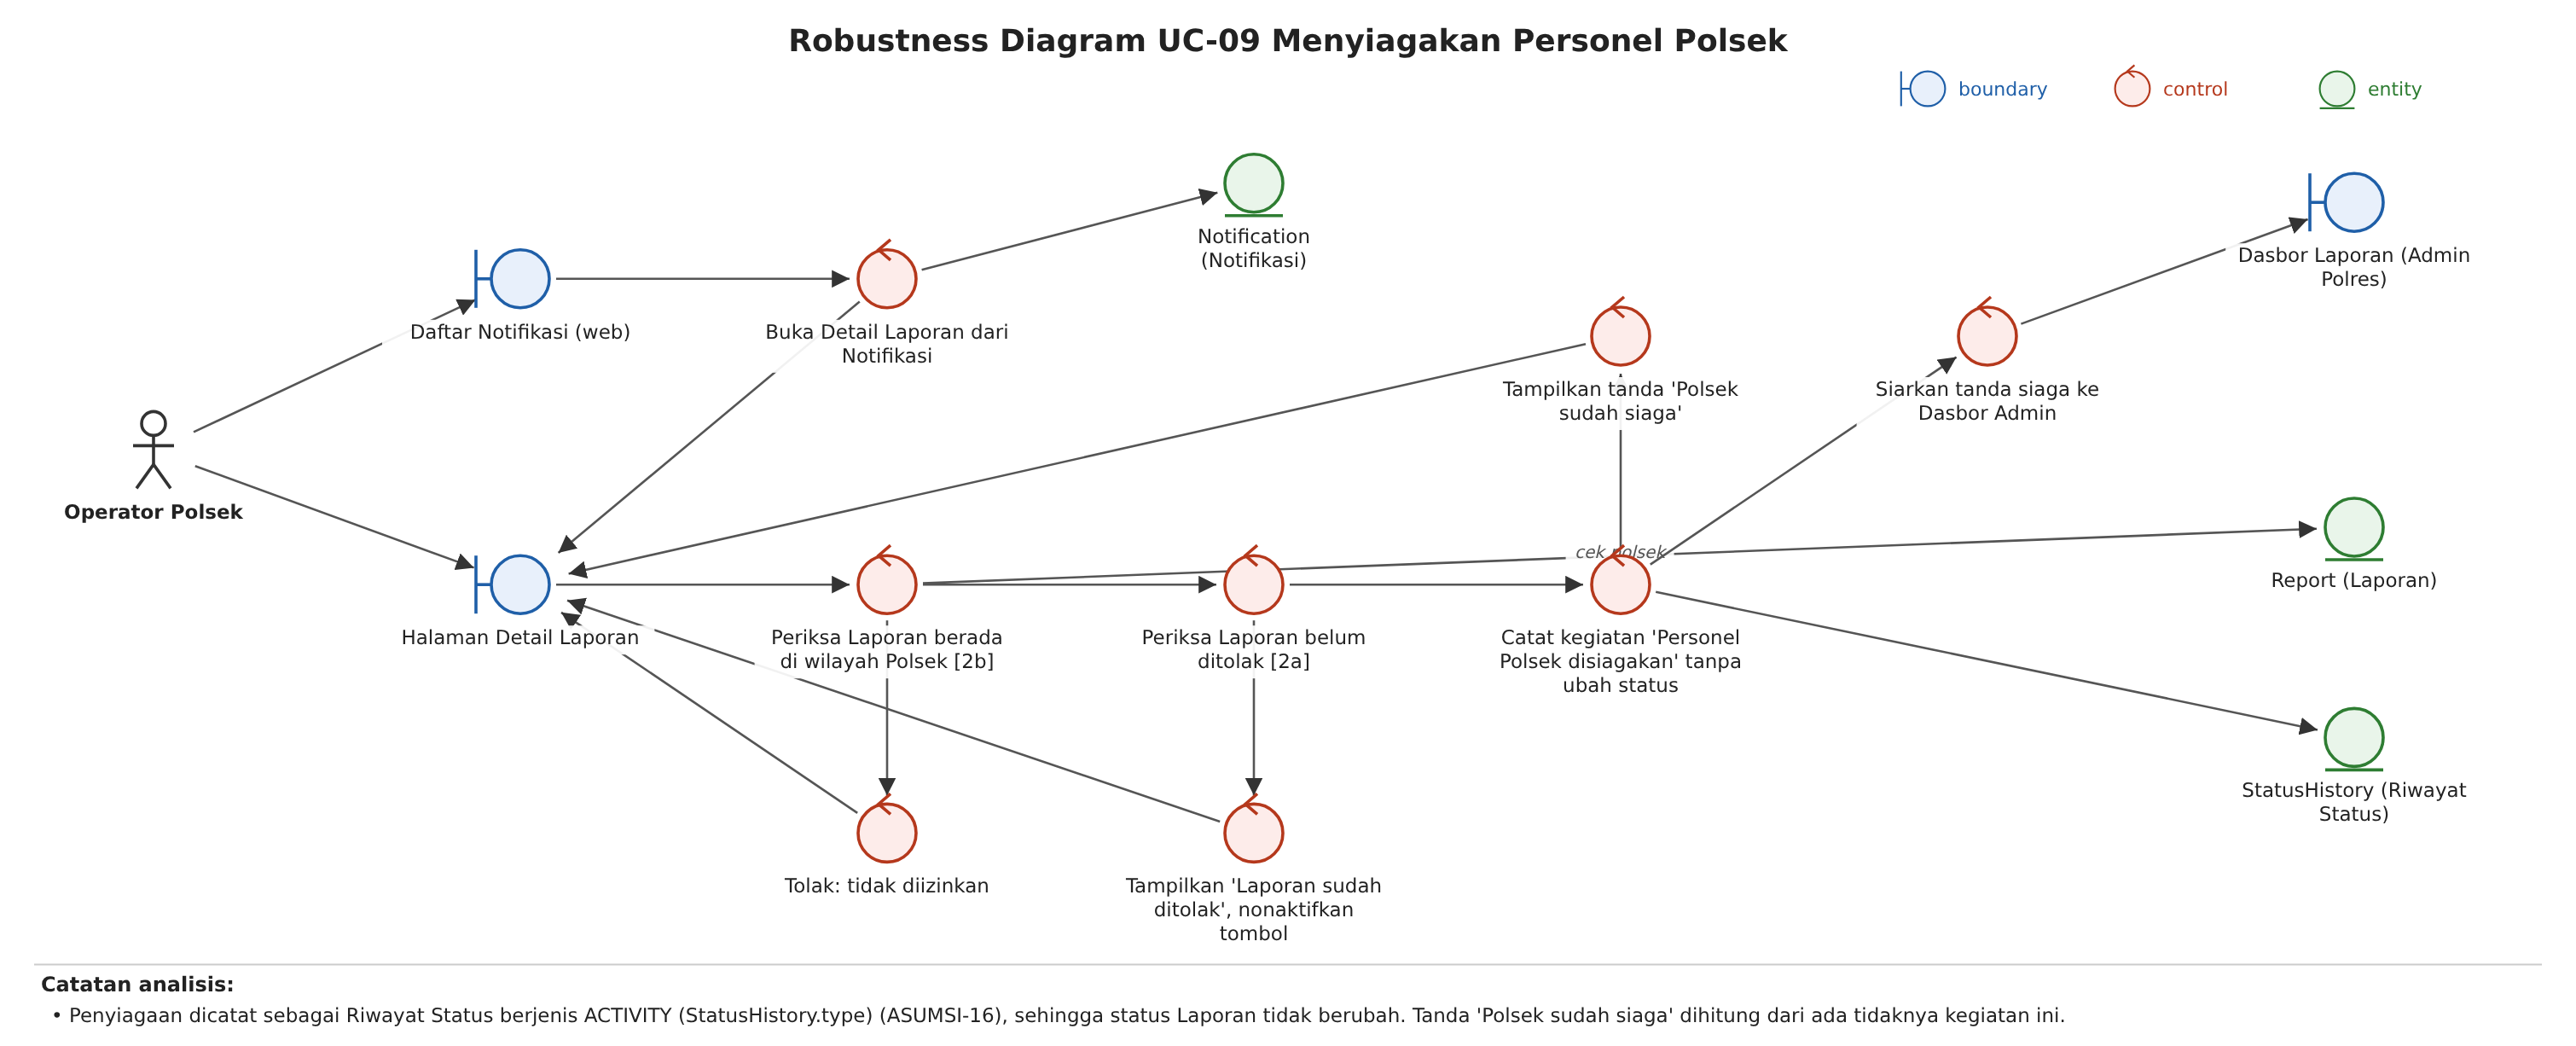 Robustness Diagram UC-09 Menyiagakan Personel Polsek
boundary
control
entity
Notification
(Notifikasi)
Dasbor Laporan (Admin
Polres)
Daftar Notifikasi (web)
Buka Detail Laporan dari
Notifikasi
Tampilkan tanda 'Polsek
sudah siaga'
Siarkan tanda siaga ke
Dasbor Admin
Operator Polsek
cek polsek
Report (Laporan)
Halaman Detail Laporan
Periksa Laporan berada
di wilayah Polsek [2b]
Periksa Laporan belum
ditolak [2a]
Catat kegiatan 'Personel
Polsek disiagakan' tanpa
ubah status
StatusHistory (Riwayat
Status)
Tolak: tidak diizinkan
Tampilkan 'Laporan sudah
ditolak', nonaktifkan
tombol
Catatan analisis:
• Penyiagaan dicatat sebagai Riwayat Status berjenis ACTIVITY (StatusHistory.type) (ASUMSI-16), sehingga status Laporan tidak berubah. Tanda 'Polsek sudah siaga' dihitung dari ada tidaknya kegiatan ini.